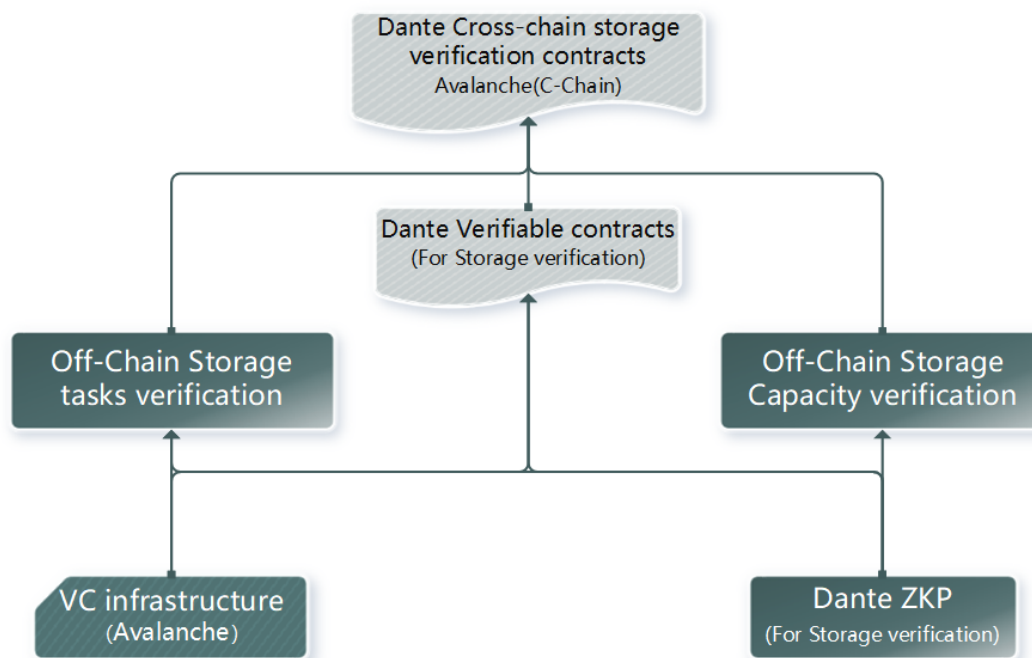 Dante Cross-chain storage
verification contracts
Avalanche(C-Chain)
Dante Verifiable contracts
(For Storage verification)
Off-Chain Storage
tasks verification
Off-Chain Storage
Capacity verification
VC infrastructure
(Avalanche)
Dante ZKP
(For Storage verification)